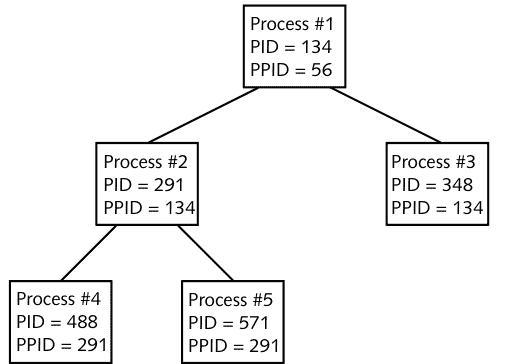 Process #1
PID = 134
PPID = 56
Process #2
PID = 291
PPID = 134
Process #3
PID = 348
PPID = 134
Process #4
PID = 488
PPID = 291
Process #5
PID = 571
PPID = 291